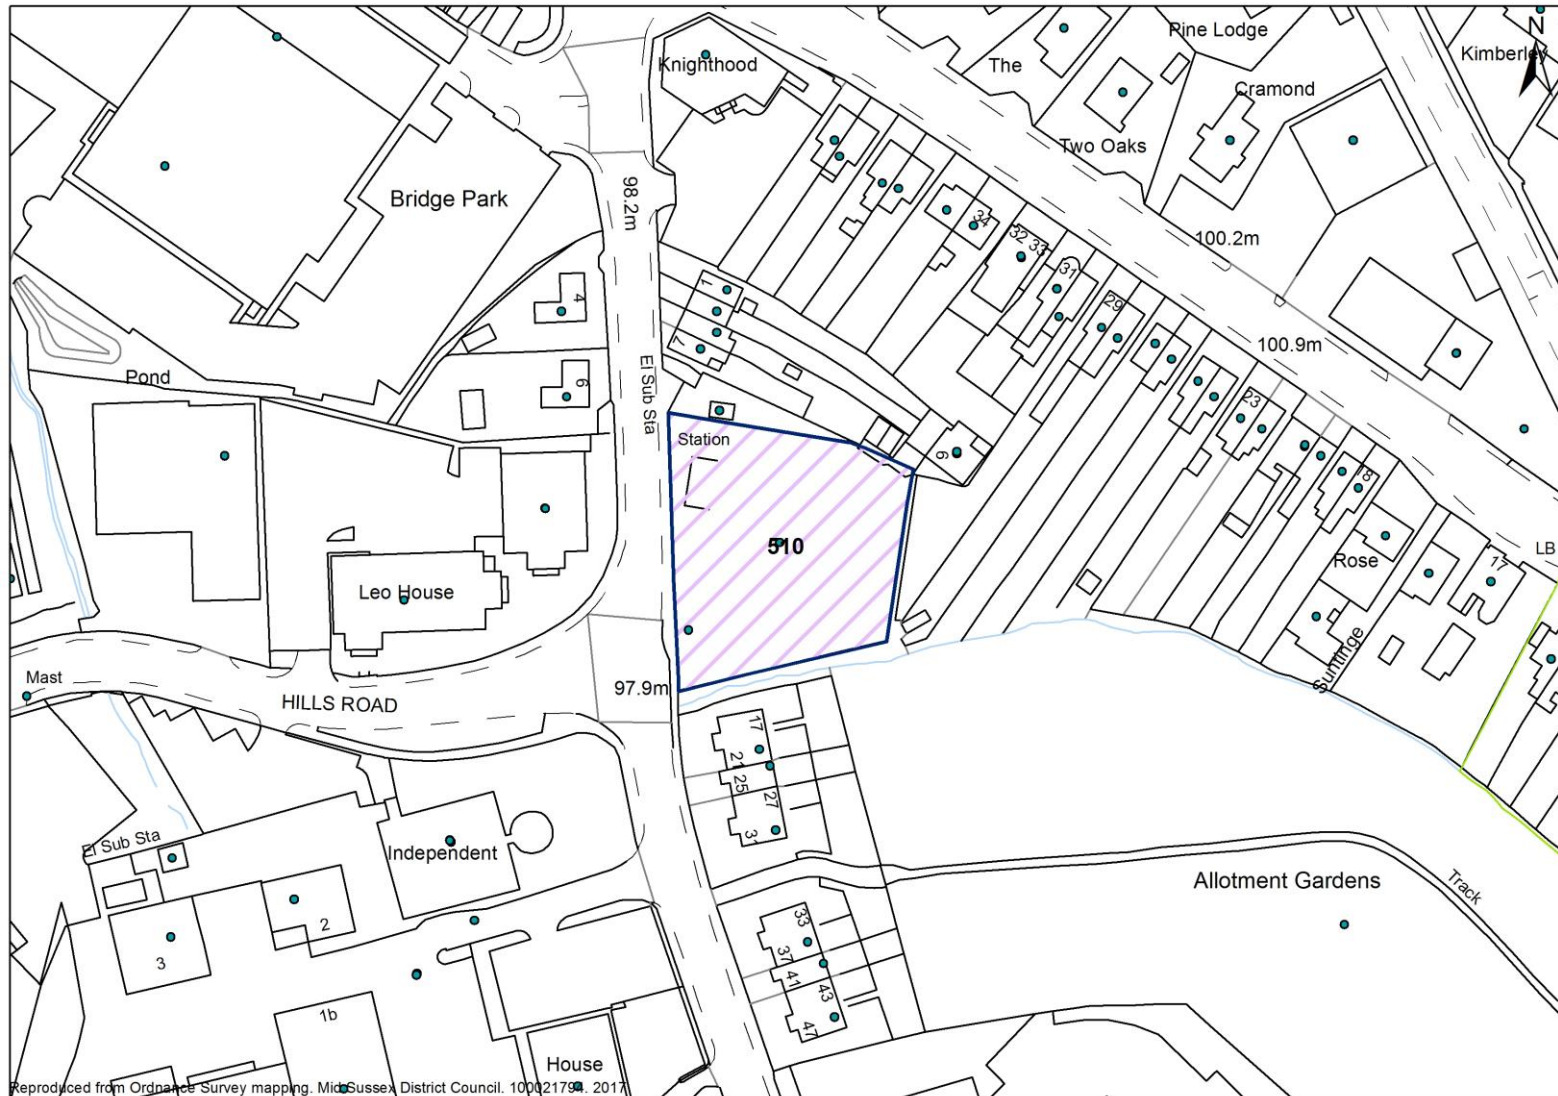 Pine Lodge
N
Kimberley
Knighthood
The
Cramond
Two Oaks
Bridge Park
98.2m
34
32 33
100.2m
31
1
4
29
7
100.9m
Pond
6
23
El Sub Sta
Station
6
18
510
LB
Rose
17
Leo House
Suntinge
Mast
97.9m
HILLS ROAD
17
21
25
27
31
El Sub Sta
Independent
Allotment Gardens
Track
2
33
3
37
41
43
1b
47
House
Reproduced from Ordnance Survey mapping. Mid Sussex District Council. 100021794. 2017